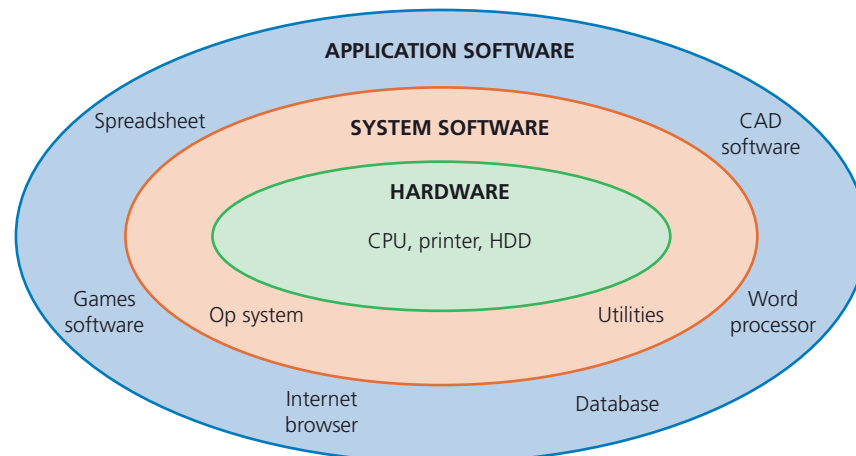 APPLICATION SOFTWARE
Spreadsheet
CAD
software
SYSTEM SOFTWARE
HARDWARE
CPU, printer, HDD
Games
software
Op system
Utilities
Word
processor
Internet
browser
Database